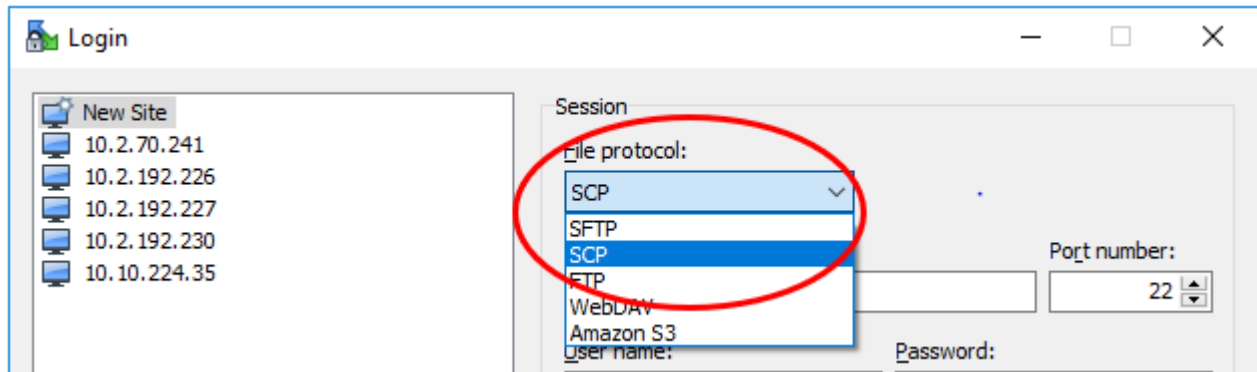 Login
New Site
10.2.70.241
10.2.192.226
10.2.192.227
10.2.192.230
10.10.224.35
Session
File protocol:
SCP
SFTP
SCP
FTP
WebDAV
Amazon S3
Port number:
22
User name:
Password: